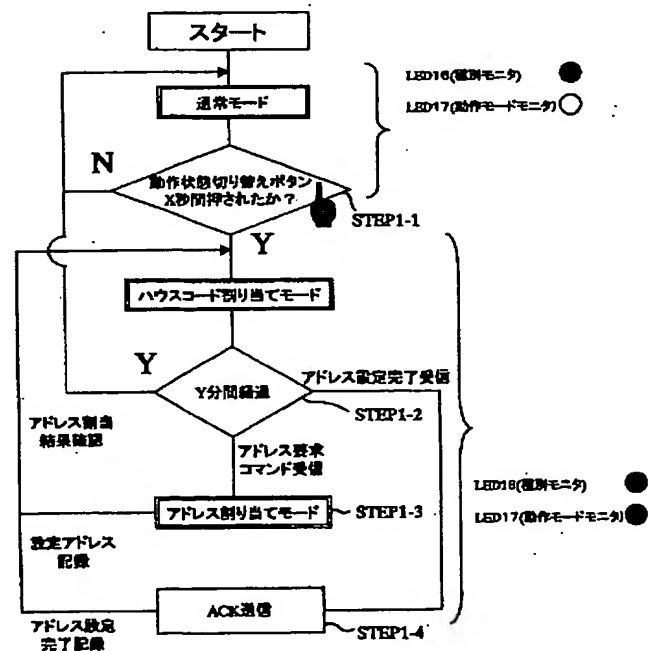 スタート
通常モード
LED16(種別モニタ)
LED17(動作モードモニタ)
N
動作状態切り替えボタン
X秒間押されたか？
STEP1-1
Y
ハウスコード割り当てモード
Y
Y分間経過
アドレス設定完了受信
STEP1-2
アドレス割当
結果確認
アドレス要求
コマンド受信
LED16(種別モニタ)
LED17(動作モードモニタ)
アドレス割り当てモード
STEP1-3
設定アドレス
記録
ACK送信
STEP1-4
アドレス設定
完了記録